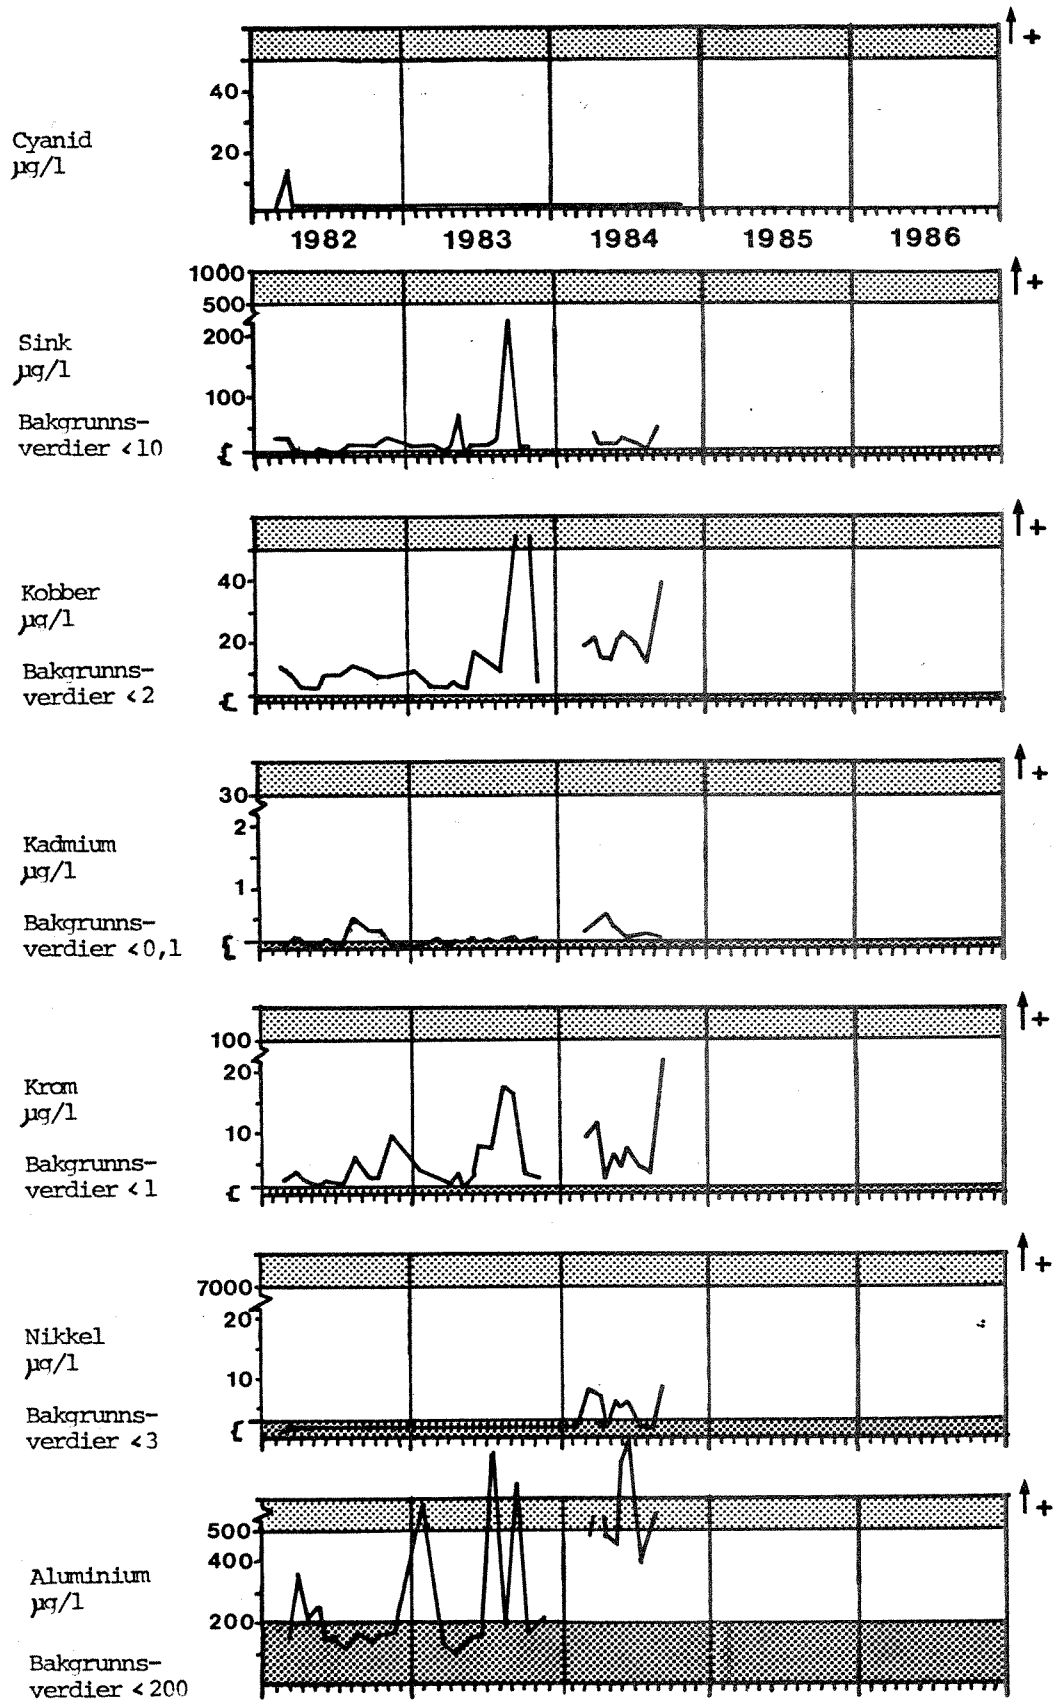 +
40
Cyanid
µg/l
20
1982 1983 1984 1985 1986
1000
+
500
Sink
µg/l
200
100
Bakgrunns-
verdier <10
{
+
Kobber
µg/l
40
20
Bakgrunns-
verdier <2
{
+
30
Kadmium
µg/l
2
1
Bakgrunns-
verdier <0,1
{
+
100
Krom
µg/l
20
10
Bakgrunns-
verdier <1
{
+
7000
Nikkel
µg/l
20
10
Bakgrunns-
verdier <3
{
+
500
400
Aluminium
µg/l
200
Bakgrunns-
verdier <200